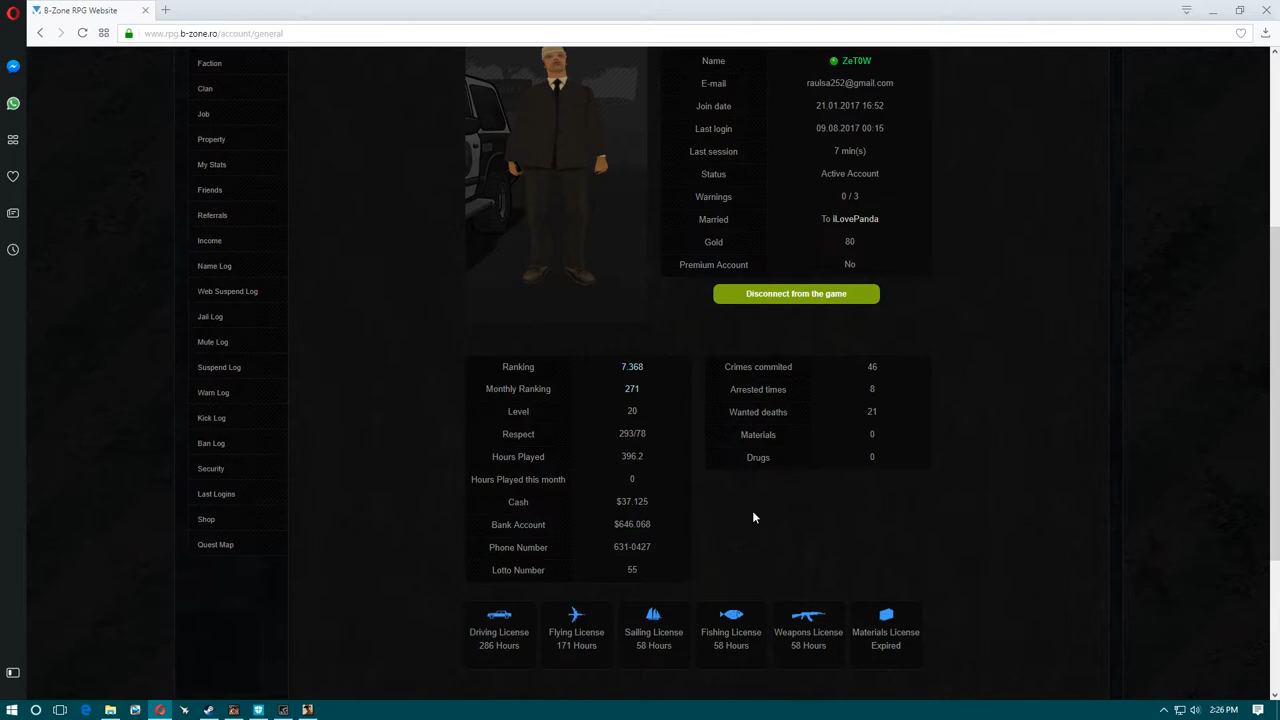 B-Zone RPG Website
www.rpg.b-zone.ro/account/general
Faction
Clan
Job
Property
My Stats
Friends
Referrals
Income
Name Log
Web Suspend Log
Jail Log
Mute Log
Suspend Log
Warn Log
Kick Log
Ban Log
Security
Last Logins
Shop
Quest Map
Name ZeT0W
E-mail raulsa252@gmail.com
Join date 21.01.2017 16:52
Last login 09.08.2017 00:15
Last session 7 min(s)
Status Active Account
Warnings 0 / 3
Married To iLovePanda
Gold 80
Premium Account No
Disconnect from the game
Ranking 7.368
Monthly Ranking 271
Level 20
Respect 293/78
Hours Played 396.2
Hours Played this month 0
Cash $37.125
Bank Account $646.068
Phone Number 631-0427
Lotto Number 55
Crimes commited 46
Arrested times 8
Wanted deaths 21
Materials 0
Drugs 0
Driving License Flying License Sailing License Fishing License Weapons License Materials License
286 Hours 171 Hours 58 Hours 58 Hours 58 Hours Expired
2:26 PM